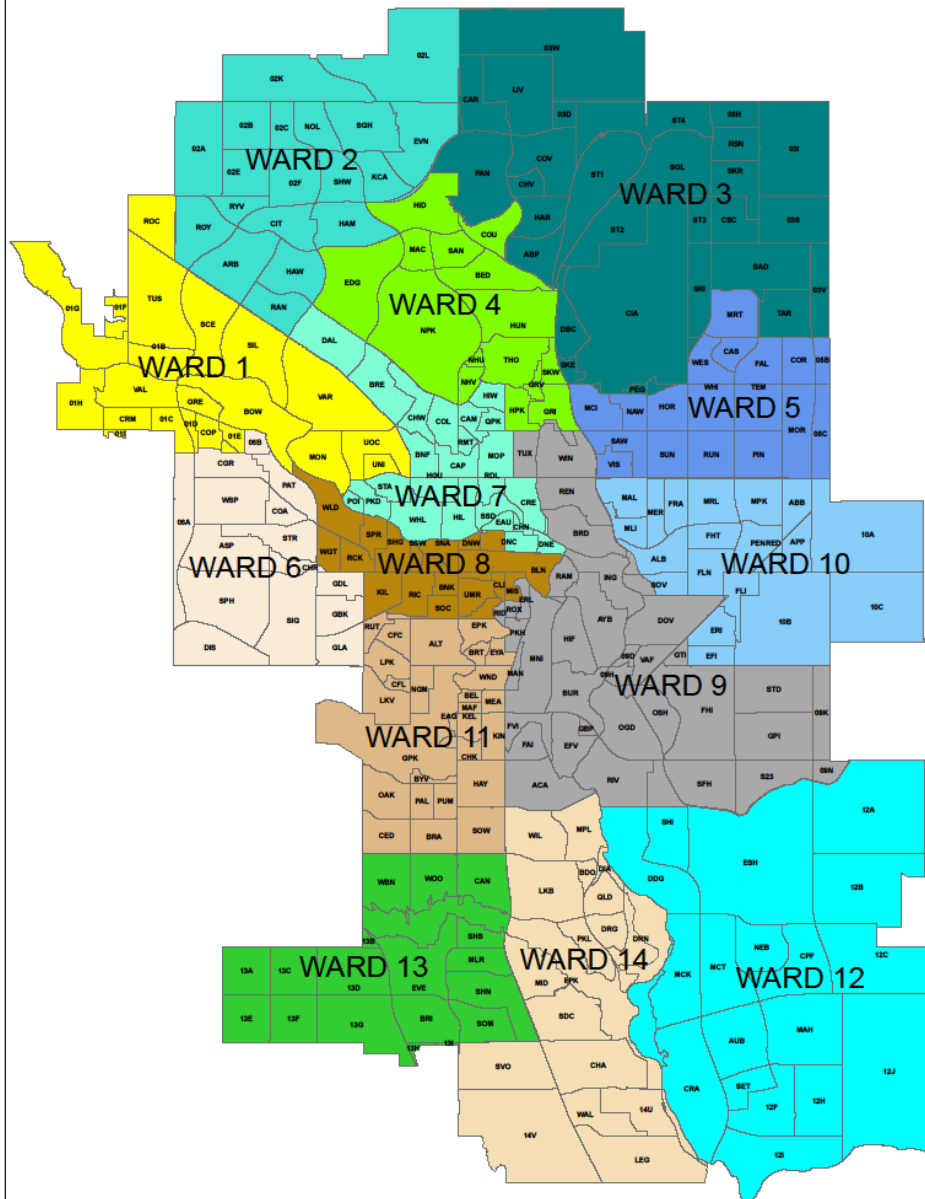 02L
03W
02K
CAR
LIV
02A
02B
02C
NOL
SGH
EVN
03D
ST4
03H
03I
RSN
WARD 2
02E
02F
SHW
KCA
PAN
COV
CHV
ST1
SGL
SKR
WARD 3
ROC
RYV
ROY
CIT
HAM
HID
COU
HAR
ABP
ST2
ST3
CSC
03S
ARB
HAW
RAN
EDG
MAC
SAN
BED
SAD
03V
TUS
01G
01F
SCE
WARD 4
NPK
HUN
DBC
CIA
SRI
MRT
TAR
01B
SIL
DAL
NHU
THO
SKW
SKE
WES
CAS
FAL
COR
05B
WARD 1
VAL
GRE
VAR
BRE
NHV
HIW
GRV
PEG
WHI
TEM
01H
CRM
01C
01D
COP
01E
01I
06B
BOW
CHW
COL
CAM
QPK
HPK
GRI
MCI
NAW
HOR
WARD 5
MOR
05C
MON
UOC
UNI
BNF
RMT
CAP
HOU
MOP
RDL
TUX
WIN
SAW
VIS
SUN
RUN
PIN
CGR
PAT
WSP
COA
STR
06A
WLD
POI
PKD
STA
WARD 7
WHL
HIL
SSD
EAU
CRE
CHN
REN
BRD
MAL
MLI
MER
FRA
MRL
MPK
ABB
10A
ASP
WARD 6
CHR
WGT
RCK
SPR
SHG
SSW
SNA
DNW
DNC
DNE
WARD 8
BLN
RAM
ING
ALB
SOV
FHT
FLN
PENRED
APP
FLI
WARD 10
SPH
SIG
GDL
GBK
KIL
RIC
BNK
SOC
UMR
CLI
MIS
ERL
RID
ROX
AYB
DOV
10B
10C
DIS
GLA
RUT
CFC
ALT
EPK
PKH
HIF
ERI
EFI
GTI
LPK
BRT
EYA
MAN
MNI
09D
VAF
CFL
LKV
NGM
WND
BEL
MAF
MEA
KEL
EAG
KIN
BUR
09H
WARD 9
OSH
FHI
STD
09K
WARD 11
GPK
CHK
FVI
FAI
EFV
GBP
OGD
QPI
BYV
OAK
PAL
PUM
HAY
ACA
RIV
SFH
S23
09N
CED
BRA
SOW
WIL
MPL
SHI
ESH
12A
WBN
WOO
CAN
LKB
BDO
DIA
QLD
DDG
12B
13B
SHS
PKL
DRG
DRN
13A
13C
WARD 13
13D
EVE
MLR
SHN
WARD 14
MID
FPK
MCK
MCT
NEB
CPF
12C
WARD 12
13E
13F
13G
BRI
SOM
13H
13I
SDC
AUB
MAH
SVO
CHA
CRA
SET
12F
12H
12J
14V
WAL
14U
LEG
12I